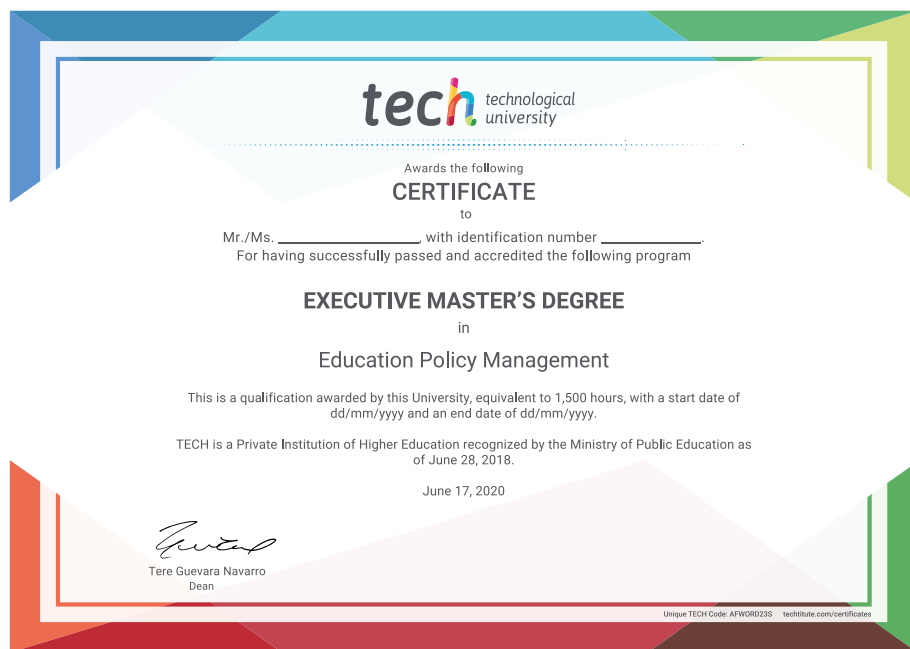 tech technological
university
Awards the following
CERTIFICATE
to
Mr./Ms. ____________________, with identification number ______________.
For having successfully passed and accredited the following program
EXECUTIVE MASTER'S DEGREE
in
Education Policy Management
This is a qualification awarded by this University, equivalent to 1,500 hours, with a start date of
dd/mm/yyyy and an end date of dd/mm/yyyy.
TECH is a Private Institution of Higher Education recognized by the Ministry of Public Education as
of June 28, 2018.
June 17, 2020
Tere Guevara Navarro
Dean
Unique TECH Code: AFWORD23S techtitute.com/certificates